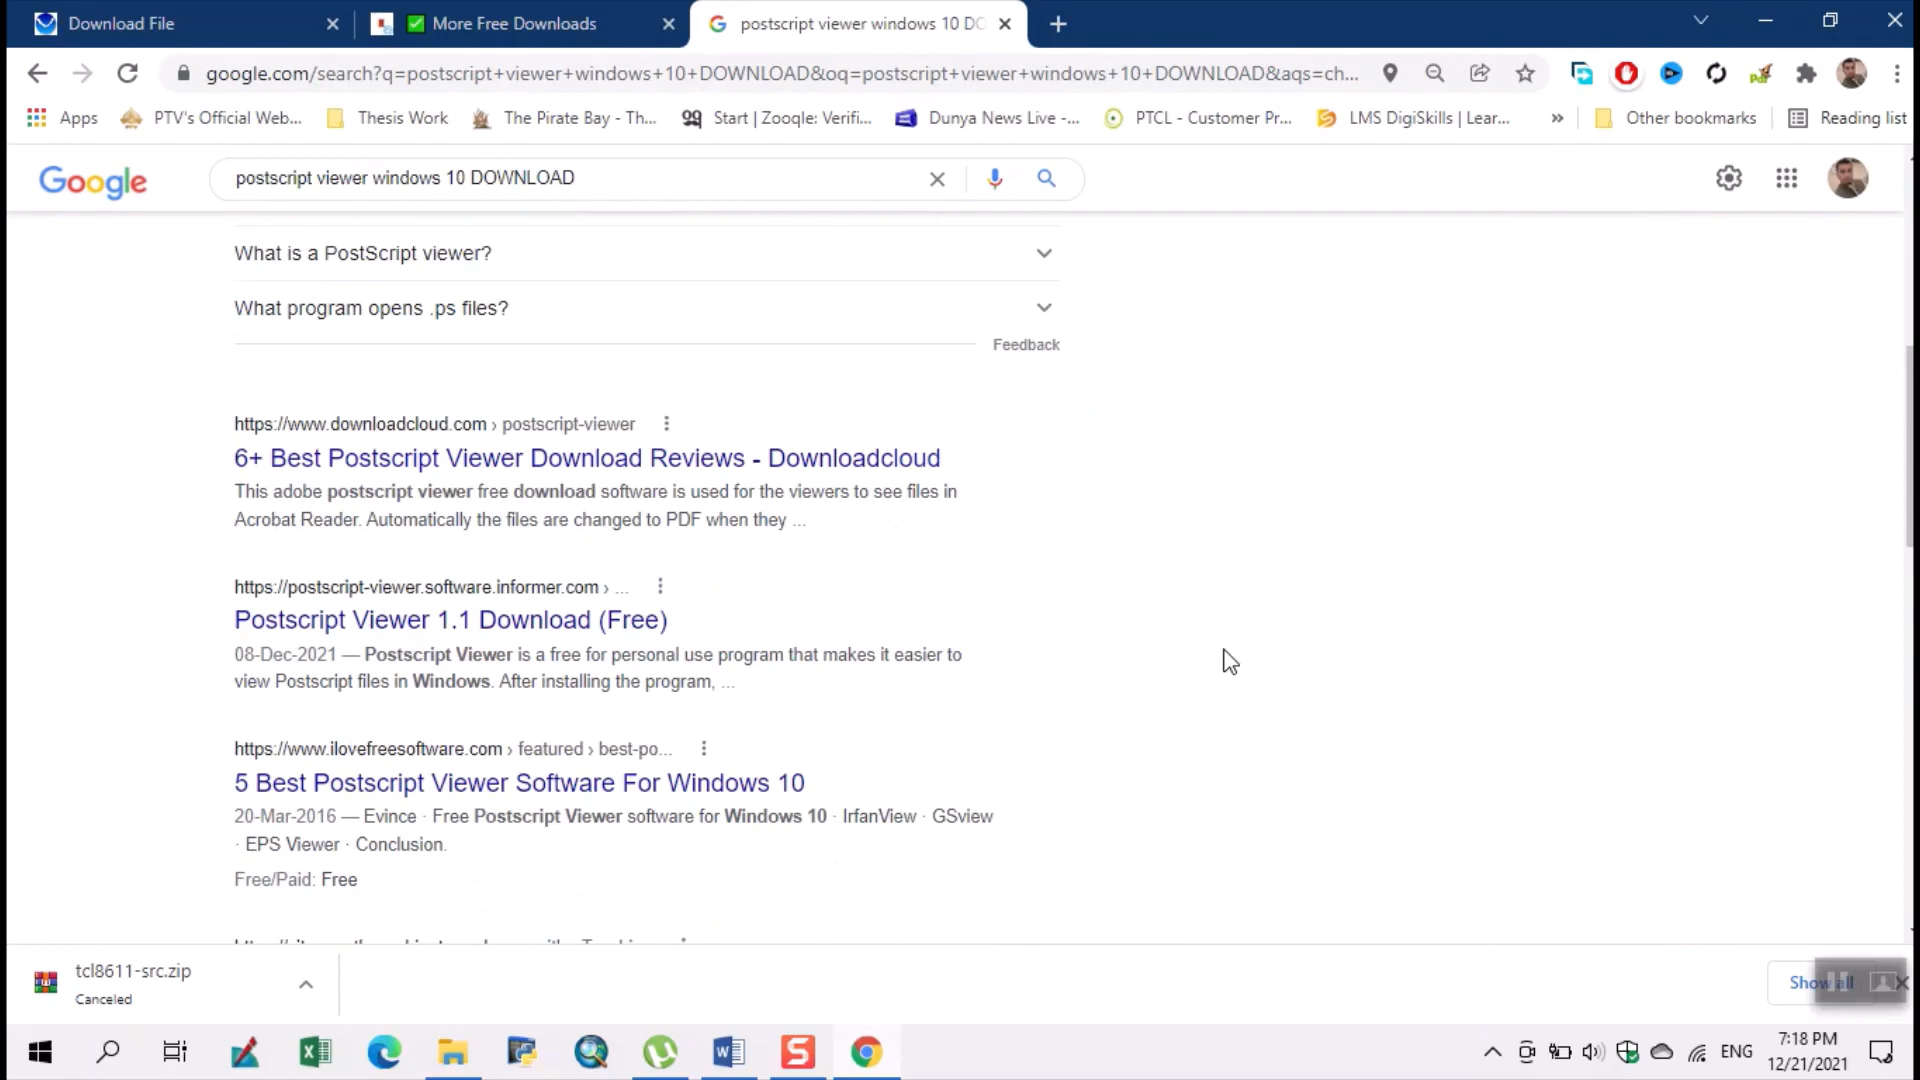 Download File
More Free Downloads
postscript viewer windows 10 DO
google.com/search?q=postscript+viewer+windows+10+DOWNLOAD&oq=postscript+viewer+windows+10+DOWNLOAD&aqs=ch...
Apps
PTV's Official Web...
Thesis Work
The Pirate Bay - Th...
Start | Zooqle: Verifi...
Dunya News Live -...
PTCL - Customer Pr...
LMS DigiSkills | Lear...
»
Other bookmarks
Reading list
Google
postscript viewer windows 10 DOWNLOAD
What is a PostScript viewer?
What program opens .ps files?
Feedback
https://www.downloadcloud.com › postscript-viewer
6+ Best Postscript Viewer Download Reviews - Downloadcloud
This adobe postscript viewer free download software is used for the viewers to see files in
Acrobat Reader. Automatically the files are changed to PDF when they ...
https://postscript-viewer.software.informer.com › ...
Postscript Viewer 1.1 Download (Free)
08-Dec-2021 — Postscript Viewer is a free for personal use program that makes it easier to
view Postscript files in Windows. After installing the program, ...
https://www.ilovefreesoftware.com › featured › best-po...
5 Best Postscript Viewer Software For Windows 10
20-Mar-2016 — Evince · Free Postscript Viewer software for Windows 10 · IrfanView · GSview
· EPS Viewer · Conclusion.
Free/Paid: Free
tcl8611-src.zip
Canceled
Show all
ENG
7:18 PM
12/21/2021